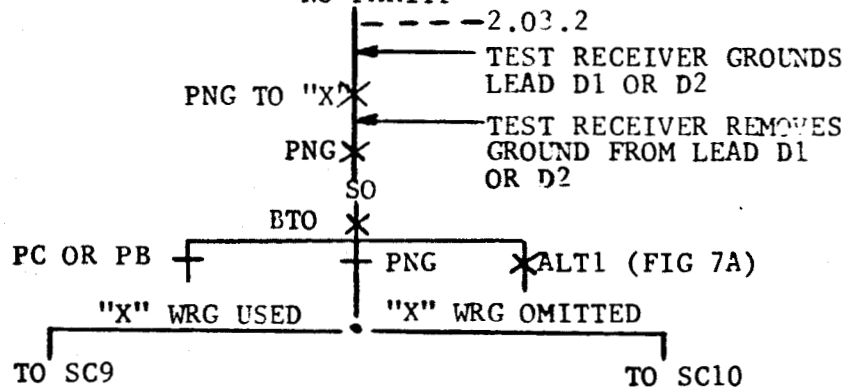 2.03.2
TEST RECEIVER GROUNDS
LEAD D1 OR D2
PNG TO "X"
TEST RECEIVER REMOVES
GROUND FROM LEAD D1
OR D2
PNG
SO
BTO
PC OR PB
PNG
ALT1 (FIG 7A)
"X" WRG USED
"X" WRG OMITTED
TO SC9
TO SC10